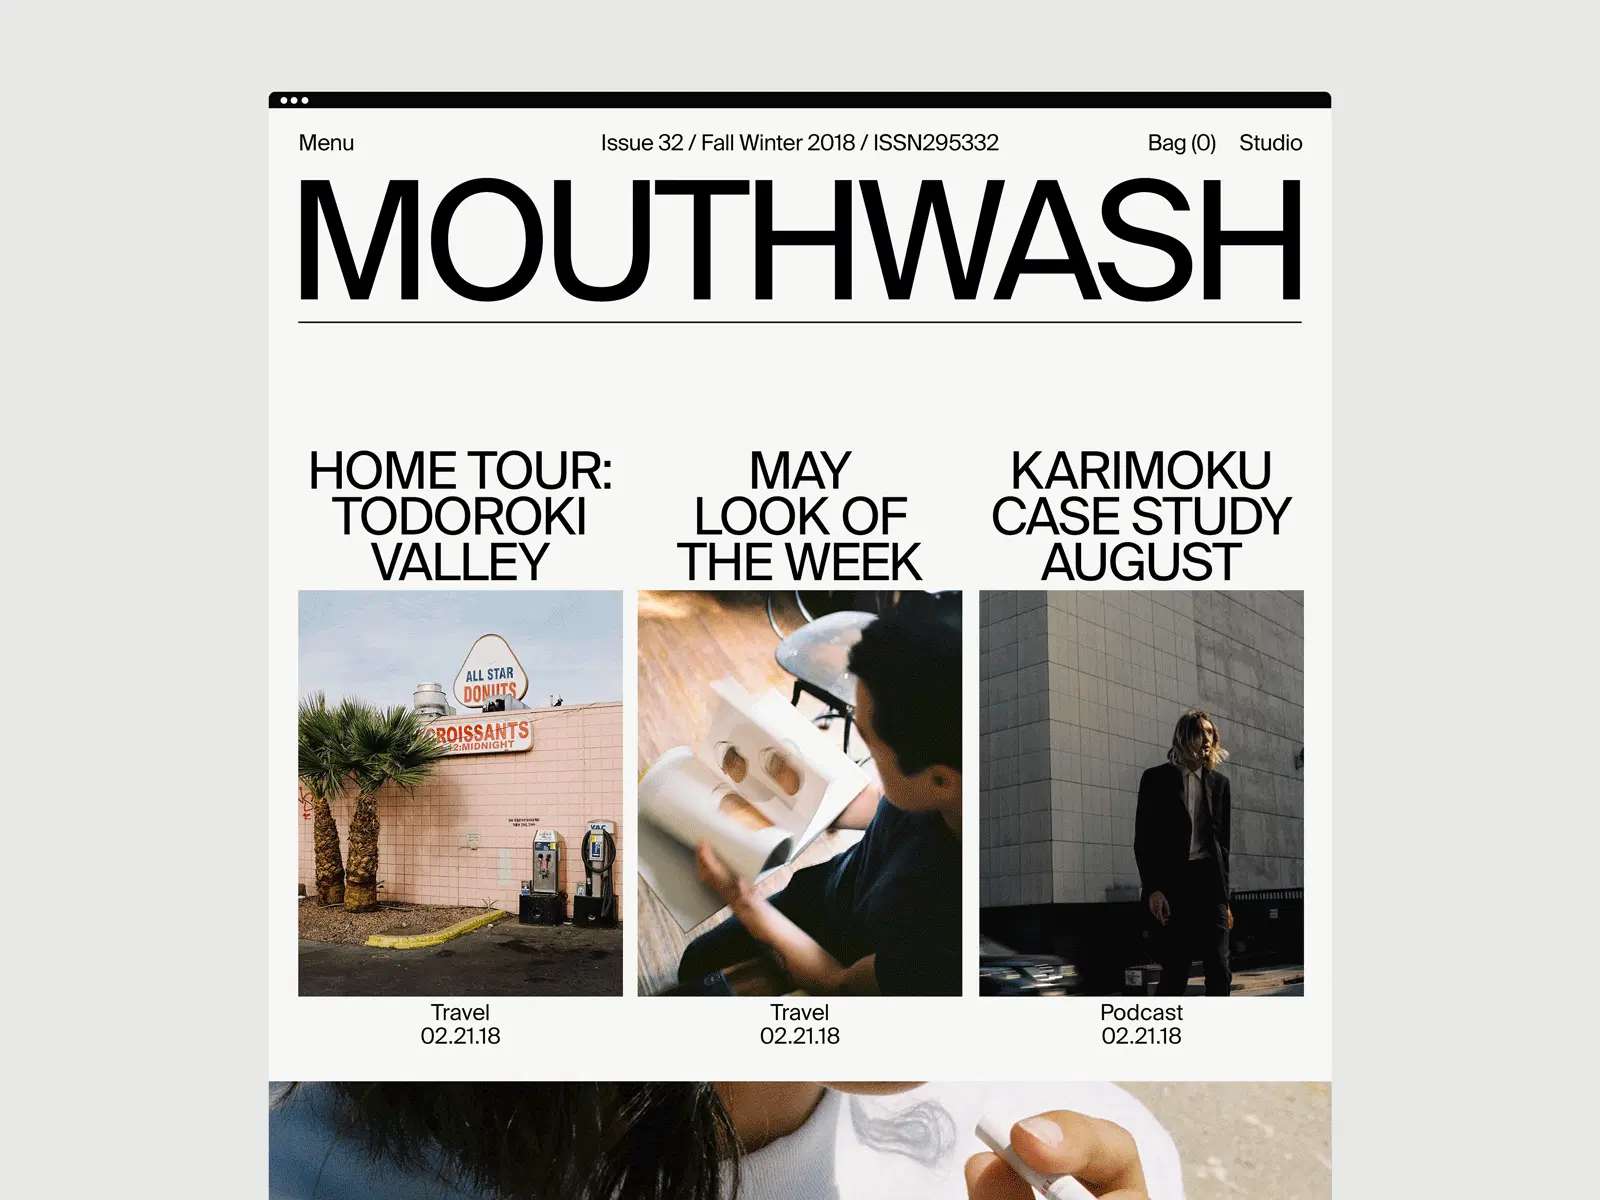 Menu
Issue 32 / Fall Winter 2018 / ISSN295332
Bag (0)
Studio
MOUTHWASH
HOME TOUR:
TODOROKI
VALLEY
MAY
LOOK OF
THE WEEK
KARIMOKU
CASE STUDY
AUGUST
ALL STAR
DONUTS
CROISSANTS
2:MIDNIGHT
VAC
Travel
02.21.18
Travel
02.21.18
Podcast
02.21.18